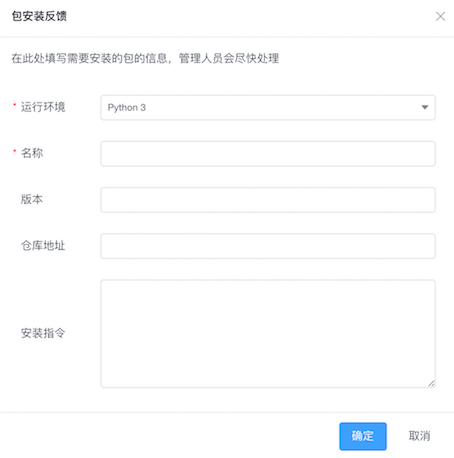 包安装反馈
在此处填写需要安装的包的信息，管理人员会尽快处理
* 运行环境
Python 3
* 名称
版本
仓库地址
安装指令
确定
取消